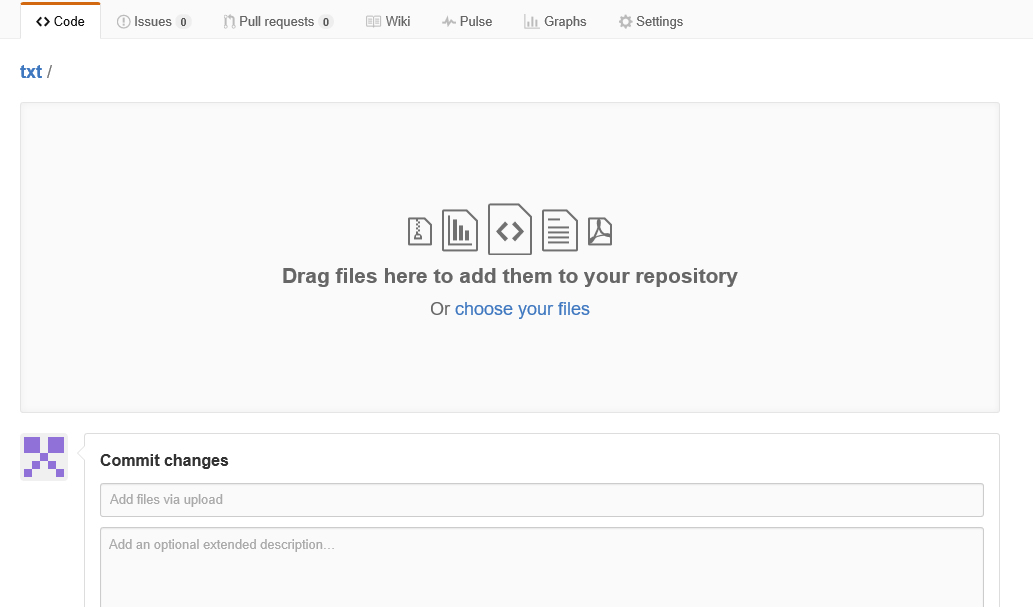 Code Issues 0 Pull requests 0 Wiki Pulse Graphs Settings
txt /
Drag files here to add them to your repository
Or choose your files
Commit changes
Add files via upload
Add an optional extended description...